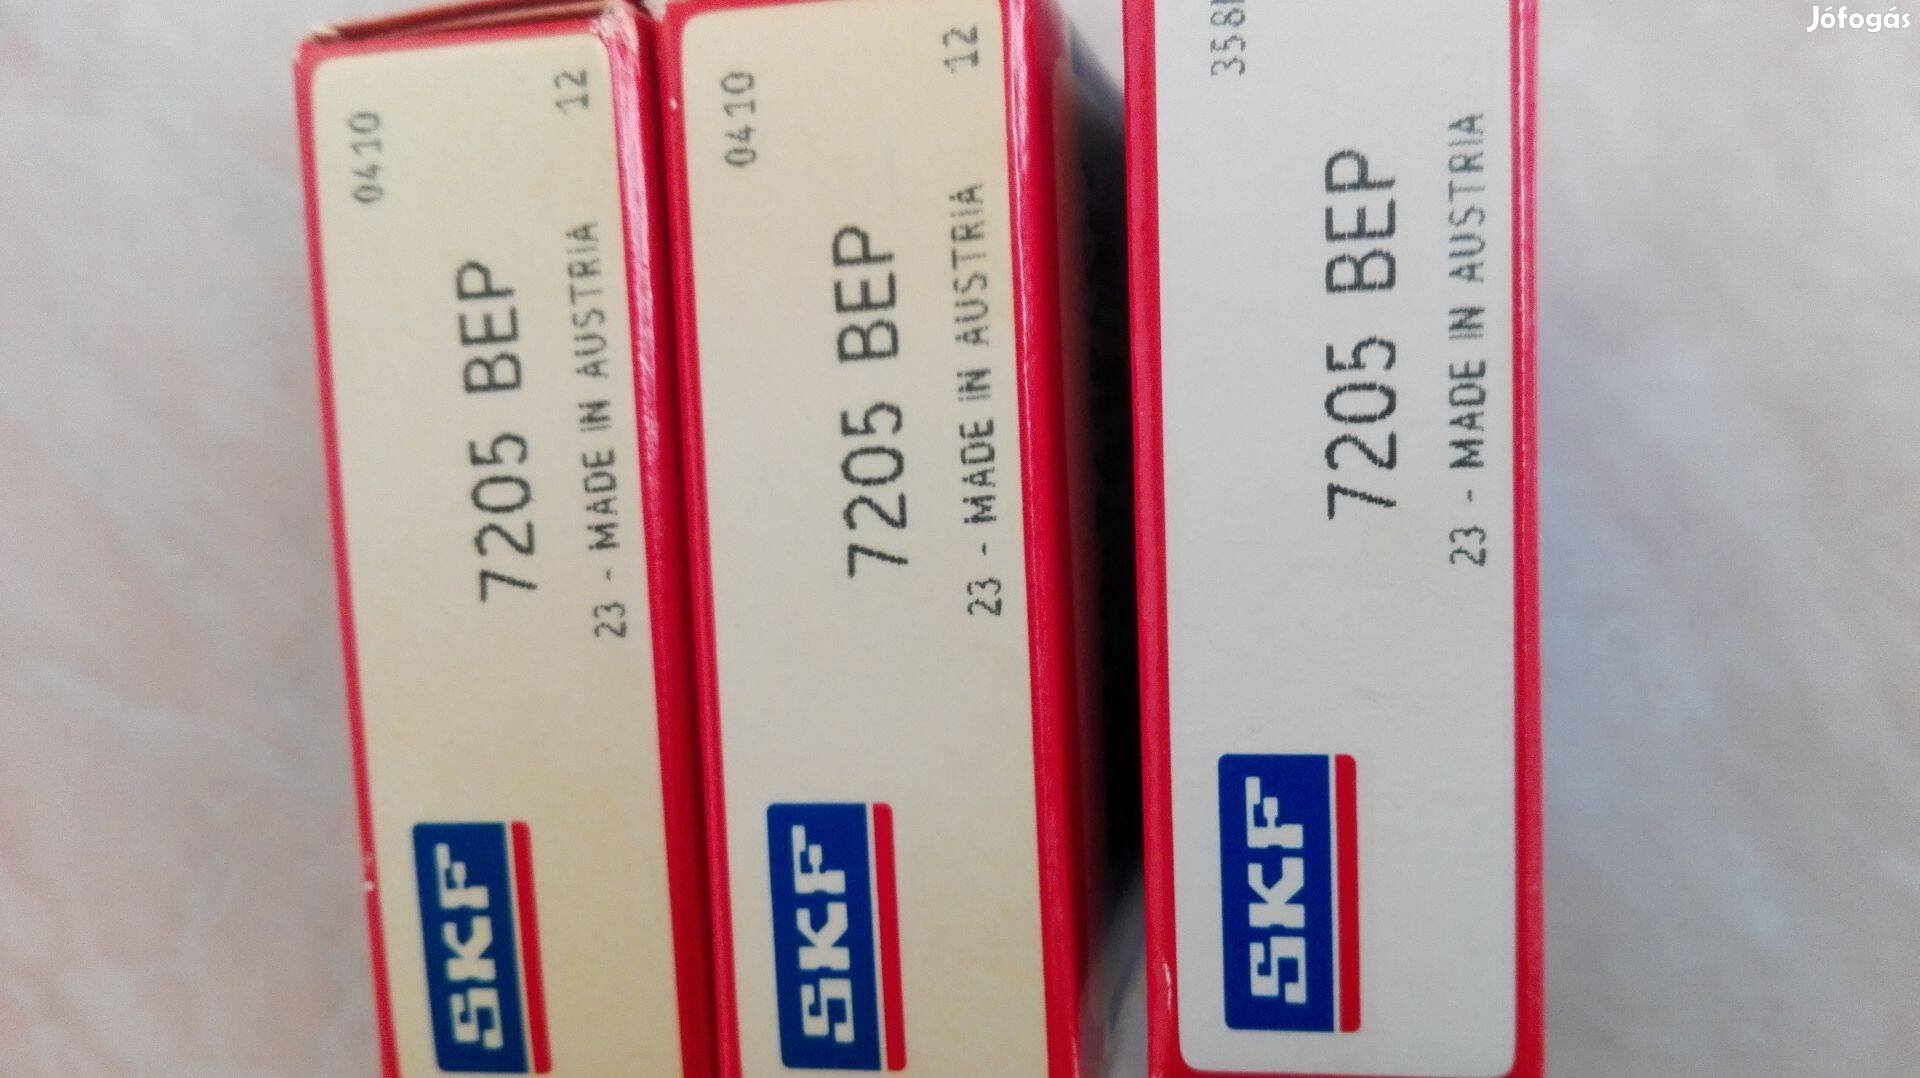 Jófogás
0410
12
7205 BEP
23 - MADE IN AUSTRIA
SKF
0410
12
7205 BEP
23 - MADE IN AUSTRIA
SKF
7205 BEP
23 - MADE IN AUSTRIA
SKF